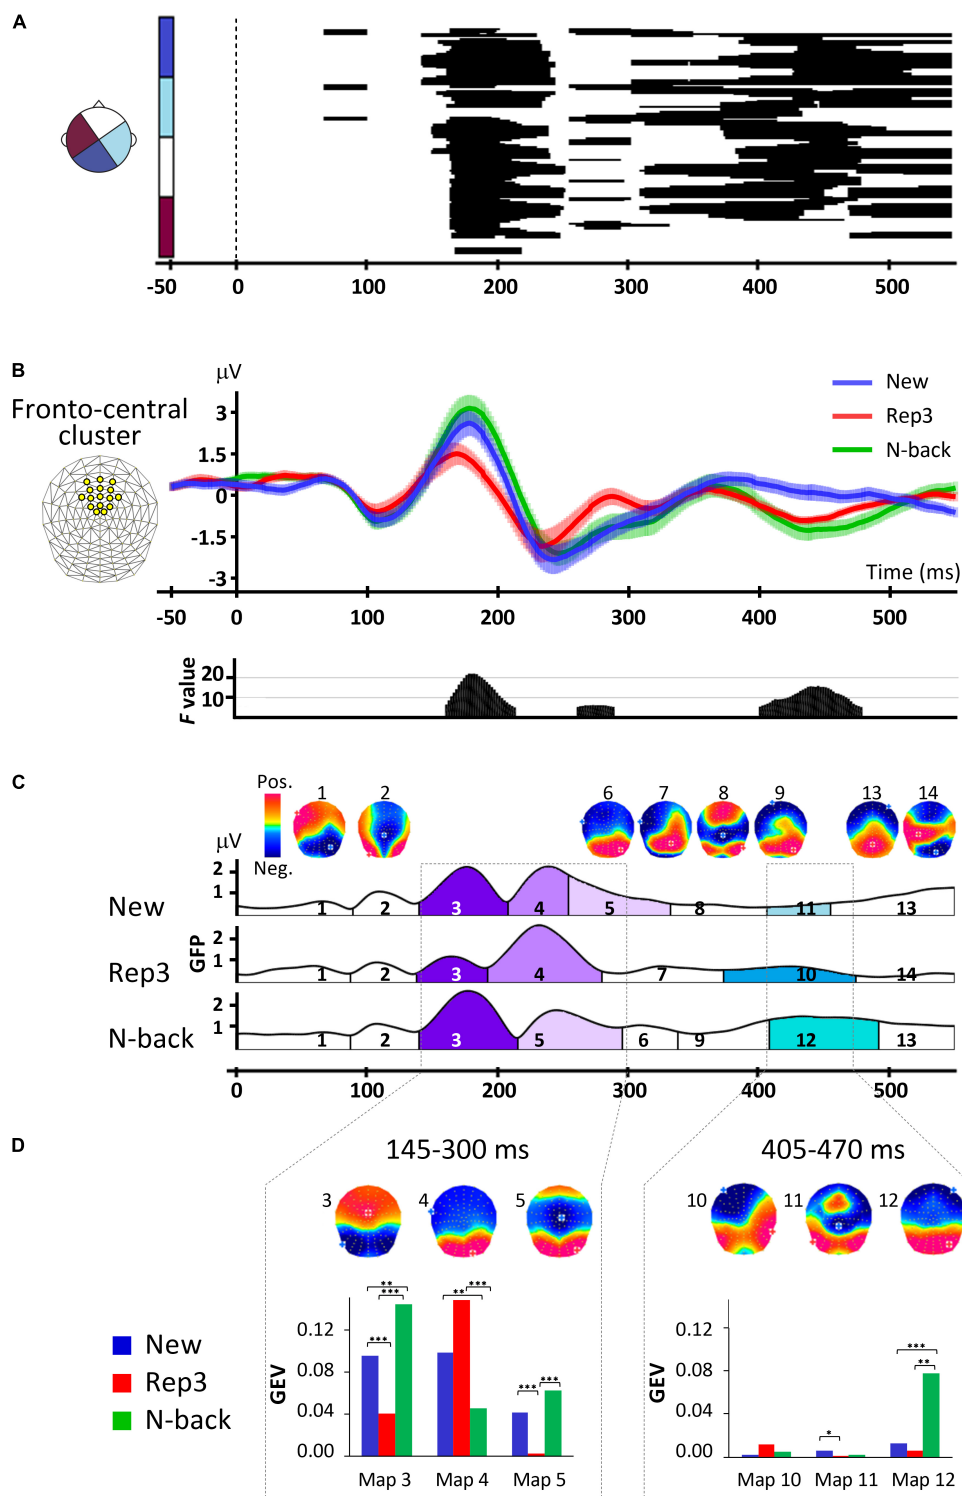 A
-50 0 100 200 300 400 500
B
μV
Fronto-central
cluster
New
Rep3
N-back
3
1.5
0
-1.5
-3
Time (ms)
-50 0 100 200 300 400 500
F value
20
10
C
Pos.
Neg.
1 2 6 7 8 9 13 14
μV
GFP
New
2
1
1 2 3 4 5 8 11 13
Rep3
2
1
1 2 3 4 7 10 14
N-back
2
1
1 2 3 5 6 9 12 13
0 100 200 300 400 500
D
145-300 ms
405-470 ms
3 4 5
10 11 12
New
Rep3
N-back
GEV
0.12
0.08
0.04
0.00
** *** *** ** *** *** ***
Map 3 Map 4 Map 5
GEV
0.12
0.08
0.04
0.00
* *** **
Map 10 Map 11 Map 12